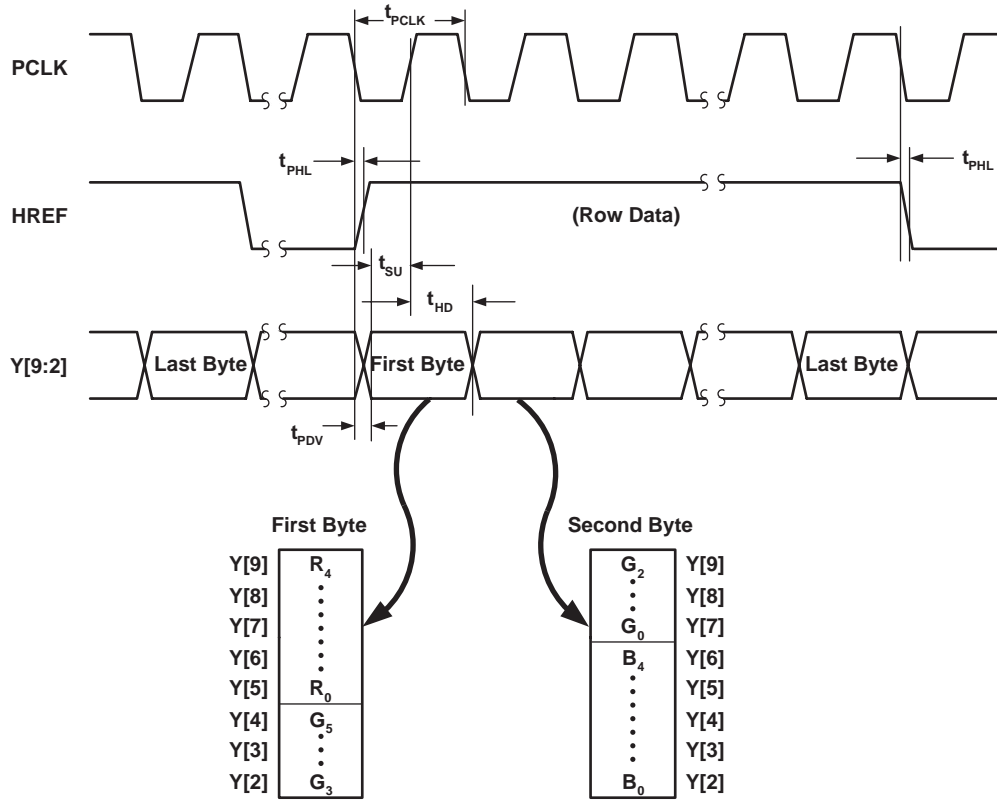 t_PCLK
PCLK
t_PHL
t_PHL
HREF
(Row Data)
t_SU
t_HD
Y[9:2]
Last Byte
First Byte
Last Byte
t_PDV
First Byte
Second Byte
Y[9] R_4 G_2 Y[9]
Y[8] Y[8]
Y[7] G_0 Y[7]
Y[6] B_4 Y[6]
Y[5] R_0 Y[5]
Y[4] G_5 Y[4]
Y[3] Y[3]
Y[2] G_3 B_0 Y[2]